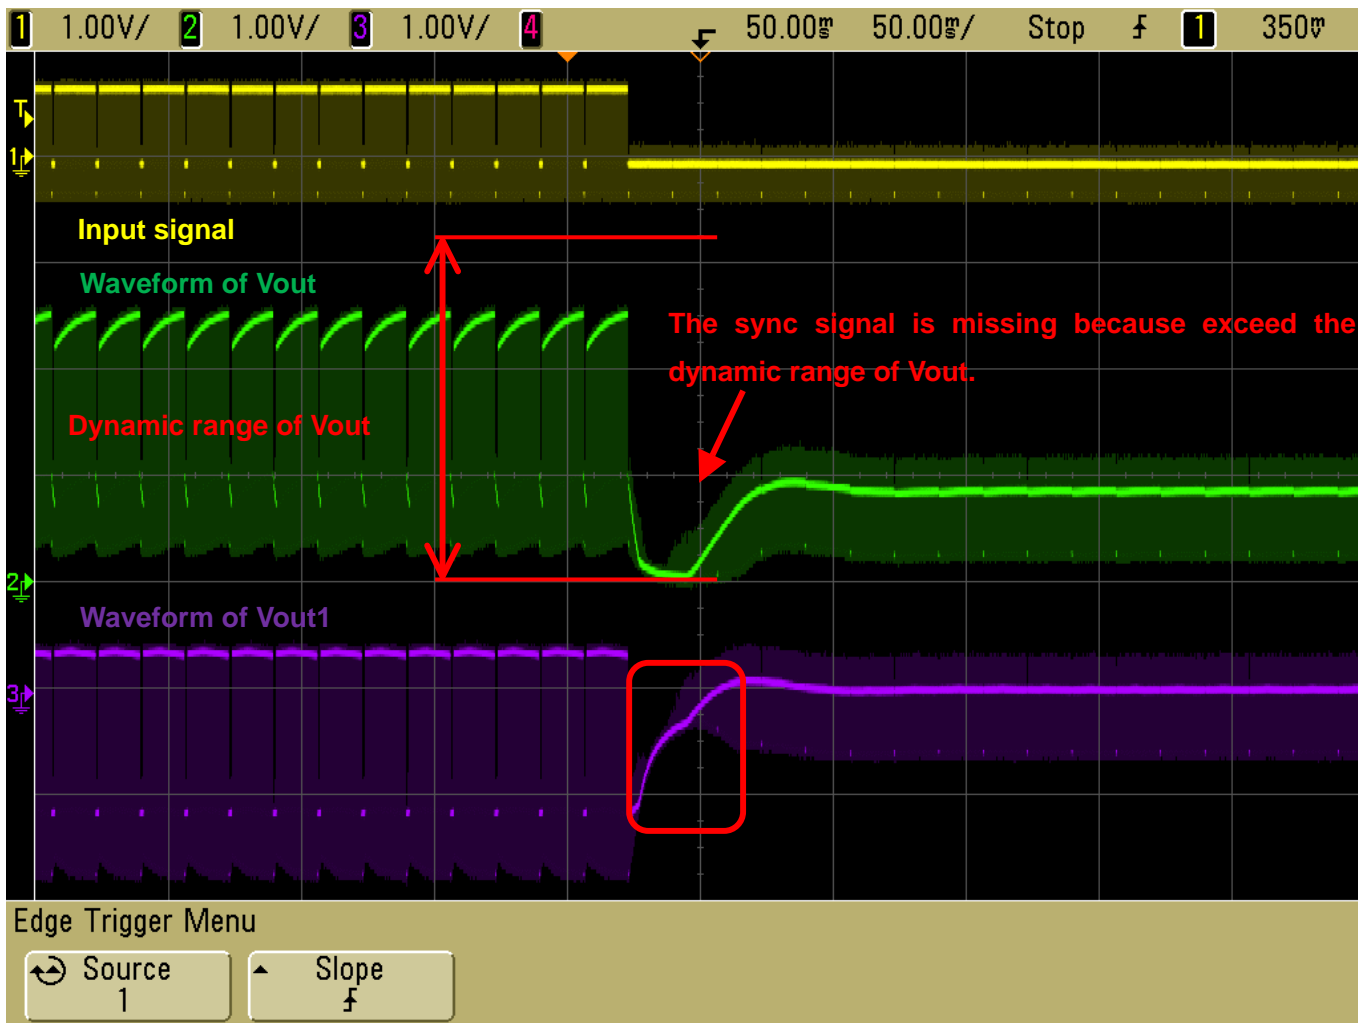 1 1.00V/ 2 1.00V/ 3 1.00V/ 4 50.00ms 50.00ms/ Stop 1 350mV
T
1
Input signal
Waveform of Vout
The sync signal is missing because exceed the
dynamic range of Vout.
Dynamic range of Vout
2
Waveform of Vout1
3
Edge Trigger Menu
Source
1
Slope